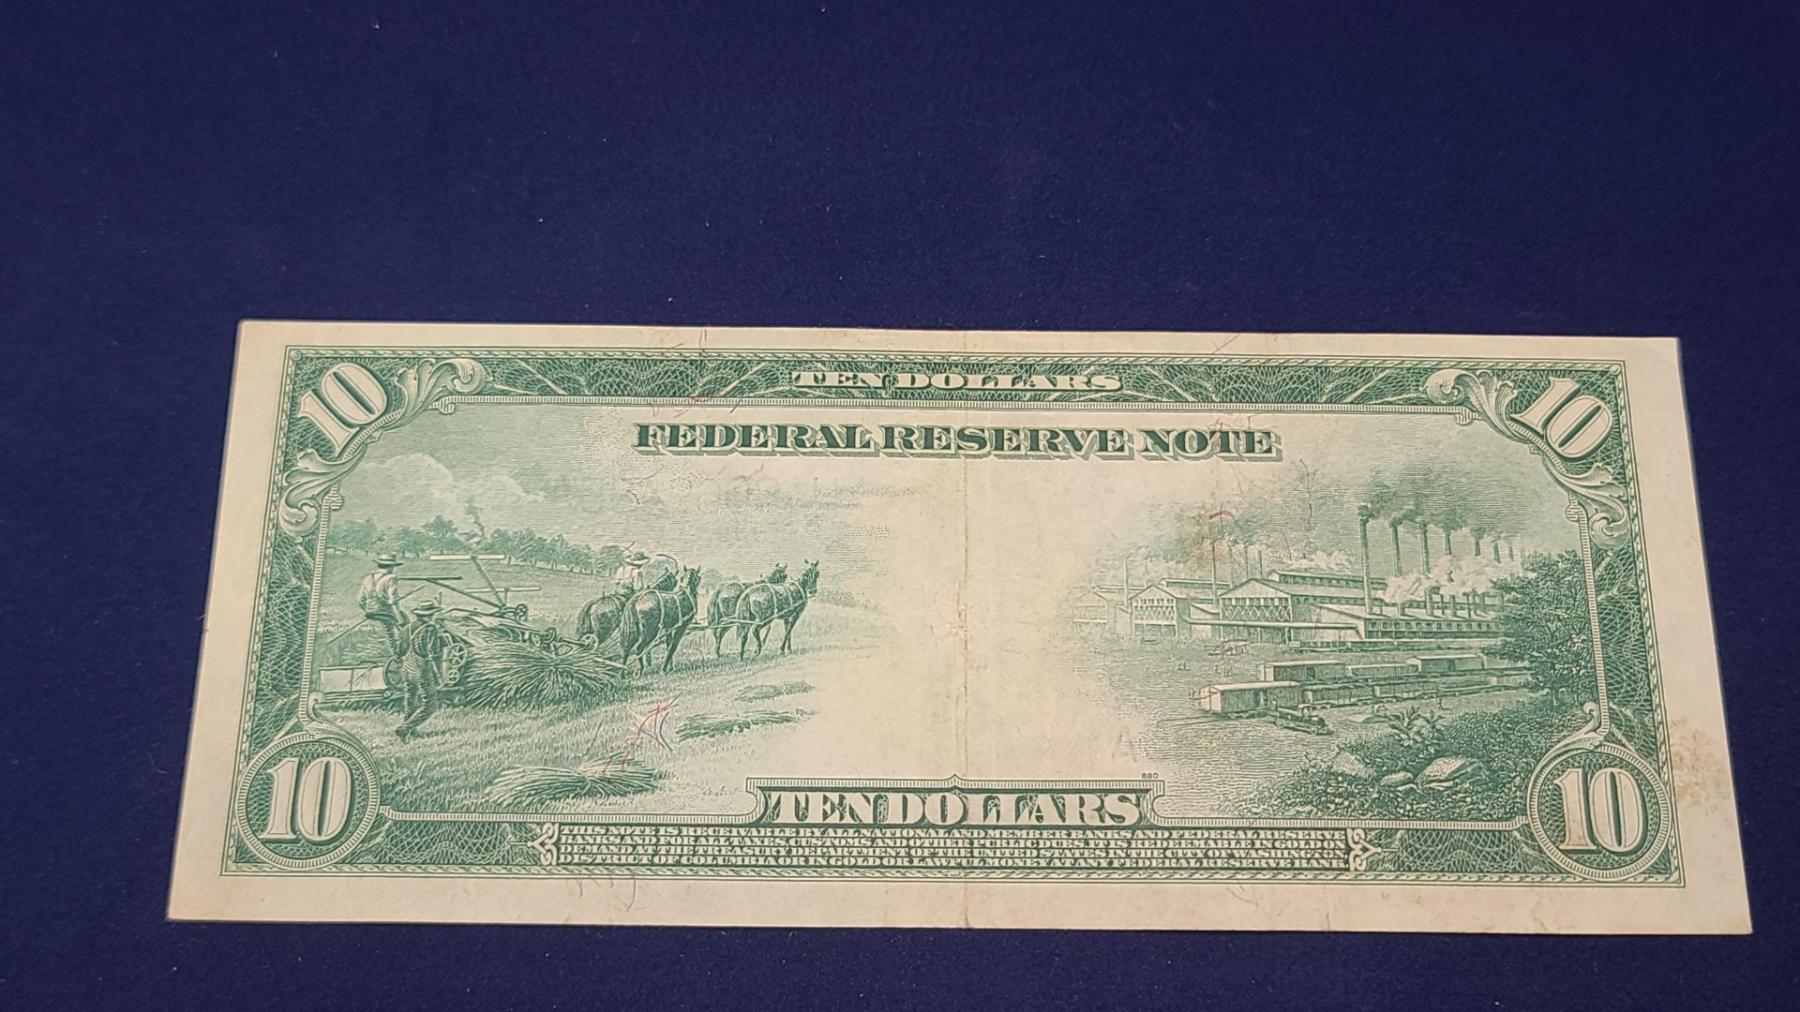 TEN DOLLARS
10 10
FEDERAL RESERVE NOTE
680
10 TEN DOLLARS 10
THIS NOTE IS RECEIVABLE BY ALL NATIONAL AND MEMBER BANKS AND FEDERAL RESERVE
BANKS AND FOR ALL TAXES, CUSTOMS AND OTHER PUBLIC DUES. IT IS REDEEMABLE IN GOLD ON
DEMAND AT THE TREASURY DEPARTMENT OF THE UNITED STATES IN THE CITY OF WASHINGTON
DISTRICT OF COLUMBIA OR IN GOLD OR LAWFUL MONEY AT ANY FEDERAL RESERVE BANK.